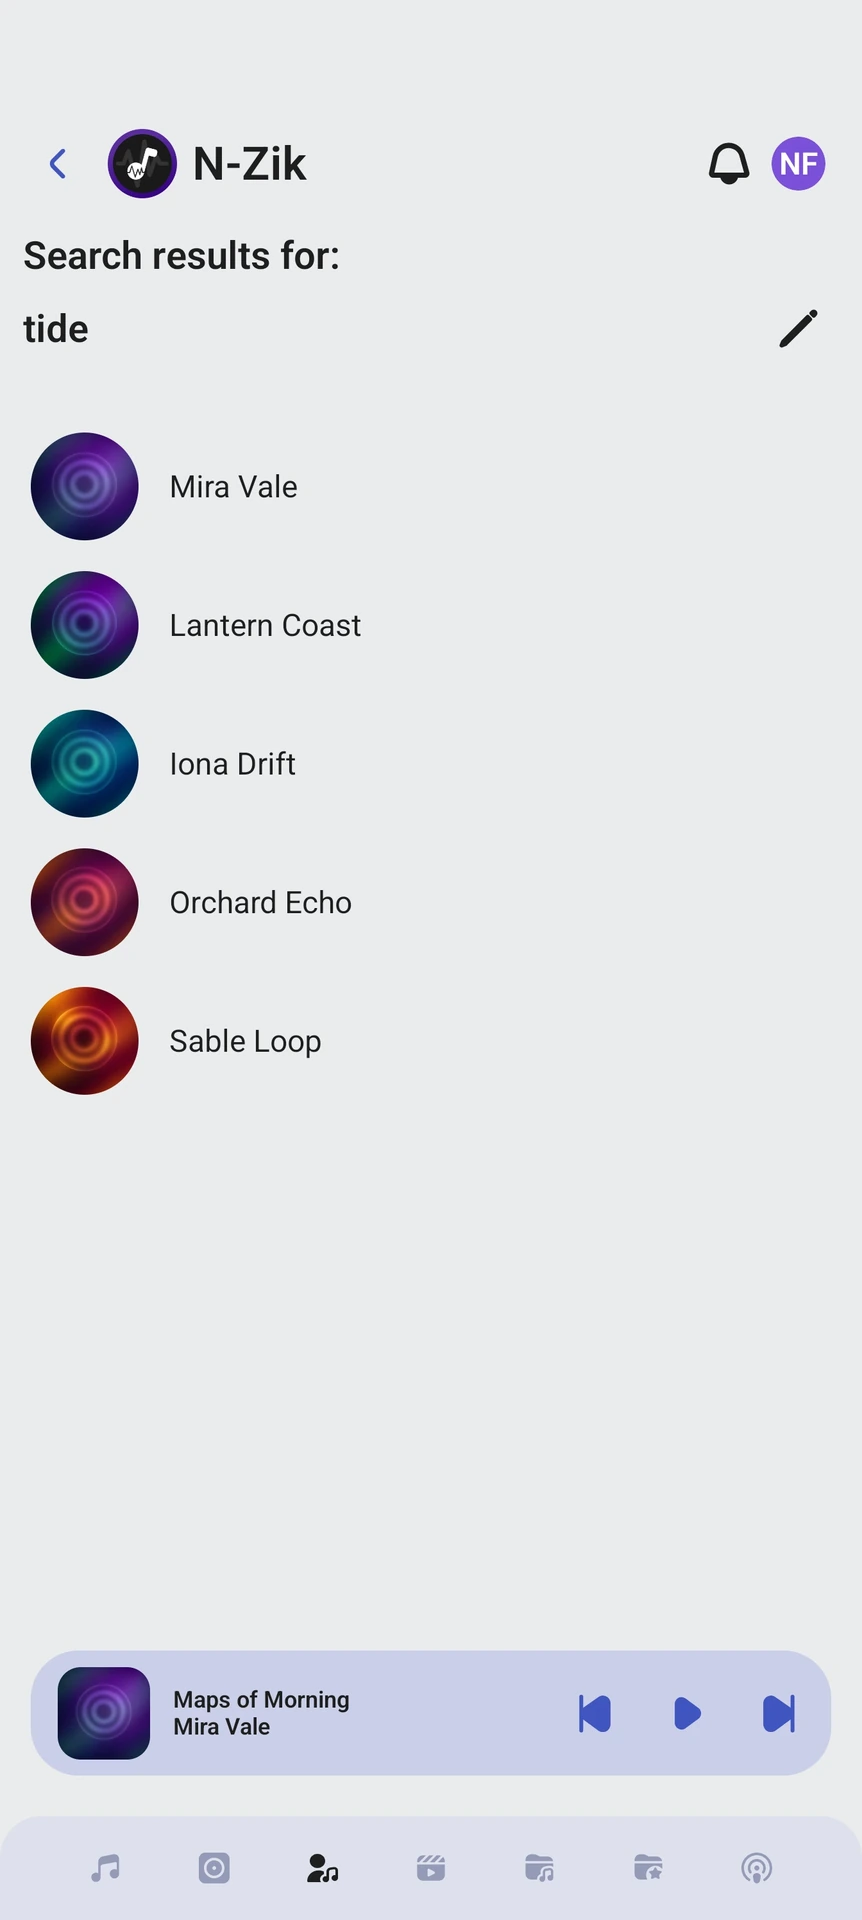 N-Zik
NF
Search results for:
tide
Mira Vale
Lantern Coast
Iona Drift
Orchard Echo
Sable Loop
Maps of Morning
Mira Vale